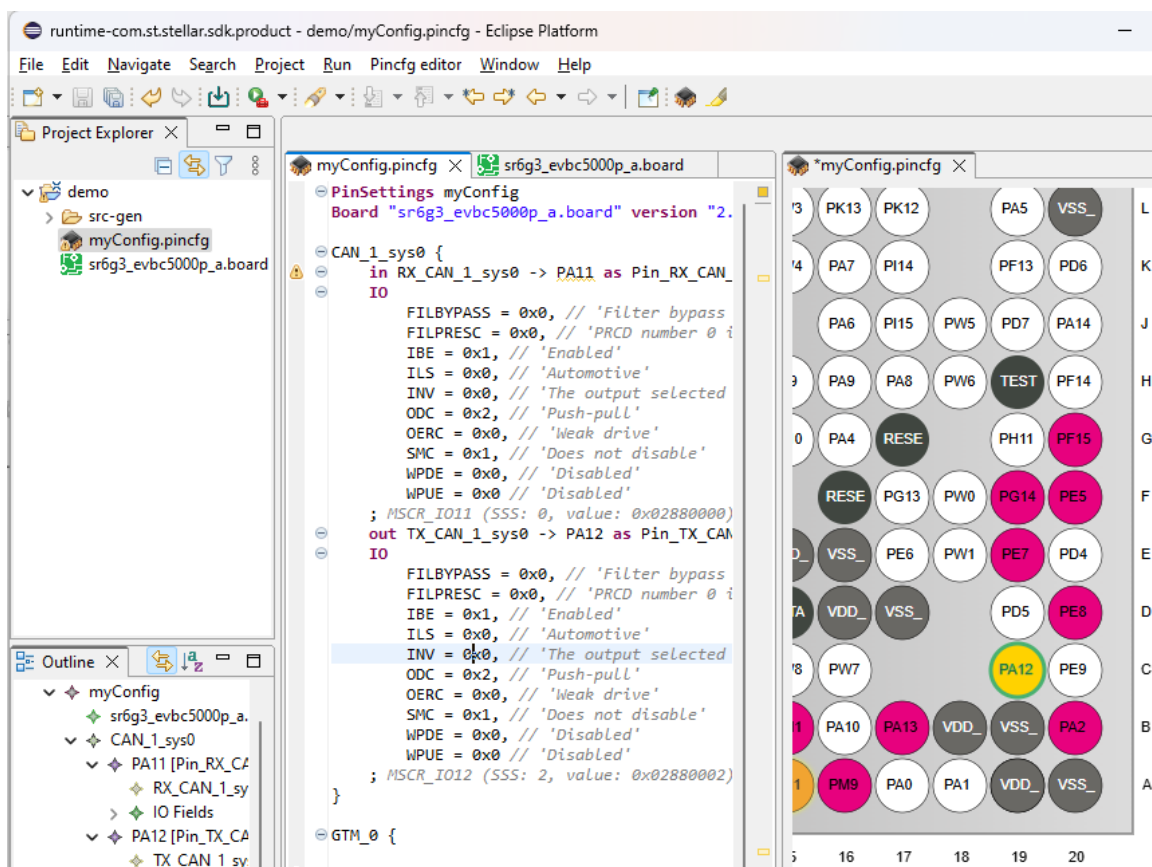 runtime-com.st.stellar.sdk.product - demo/myConfig.pincfg - Eclipse Platform
File Edit Navigate Search Project Run Pincfg editor Window Help
Project Explorer
demo
src-gen
myConfig.pincfg
sr6g3_evbc5000p_a.board
Outline
myConfig
sr6g3_evbc5000p_a.
CAN_1_sys0
PA11 [Pin_RX_CA
RX_CAN_1_sy
IO Fields
PA12 [Pin_TX_CA
TX_CAN_1_sy
myConfig.pincfg
sr6g3_evbc5000p_a.board
PinSettings myConfig
Board "sr6g3_evbc5000p_a.board" version "2.
CAN_1_sys0 {
in RX_CAN_1_sys0 -> PA11 as Pin_RX_CAN_
IO
FILBYPASS = 0x0, // 'Filter bypass
FILPRESC = 0x0, // 'PRCD number 0 i
IBE = 0x1, // 'Enabled'
ILS = 0x0, // 'Automotive'
INV = 0x0, // 'The output selected
ODC = 0x2, // 'Push-pull'
OERC = 0x0, // 'Weak drive'
SMC = 0x1, // 'Does not disable'
WPDE = 0x0, // 'Disabled'
WPUE = 0x0 // 'Disabled'
; MSCR_IO11 (SSS: 0, value: 0x02880000)
out TX_CAN_1_sys0 -> PA12 as Pin_TX_CAN
IO
FILBYPASS = 0x0, // 'Filter bypass
FILPRESC = 0x0, // 'PRCD number 0 i
IBE = 0x1, // 'Enabled'
ILS = 0x0, // 'Automotive'
INV = 0x0, // 'The output selected
ODC = 0x2, // 'Push-pull'
OERC = 0x0, // 'Weak drive'
SMC = 0x1, // 'Does not disable'
WPDE = 0x0, // 'Disabled'
WPUE = 0x0 // 'Disabled'
; MSCR_IO12 (SSS: 2, value: 0x02880002)
}
GTM_0 {
*myConfig.pincfg
PK13 PK12 PA5 VSS_ L
PA7 PI14 PF13 PD6 K
PA6 PI15 PW5 PD7 PA14 J
PA9 PA8 PW6 TEST PF14 H
PA4 RESE PH11 PF15 G
RESE PG13 PW0 PG14 PE5 F
VSS_ PE6 PW1 PE7 PD4 E
VDD_ VSS_ PD5 PE8 D
PW7 PA12 PE9 C
PA10 PA13 VDD_ VSS_ PA2 B
PM9 PA0 PA1 VDD_ VSS_ A
16 17 18 19 20